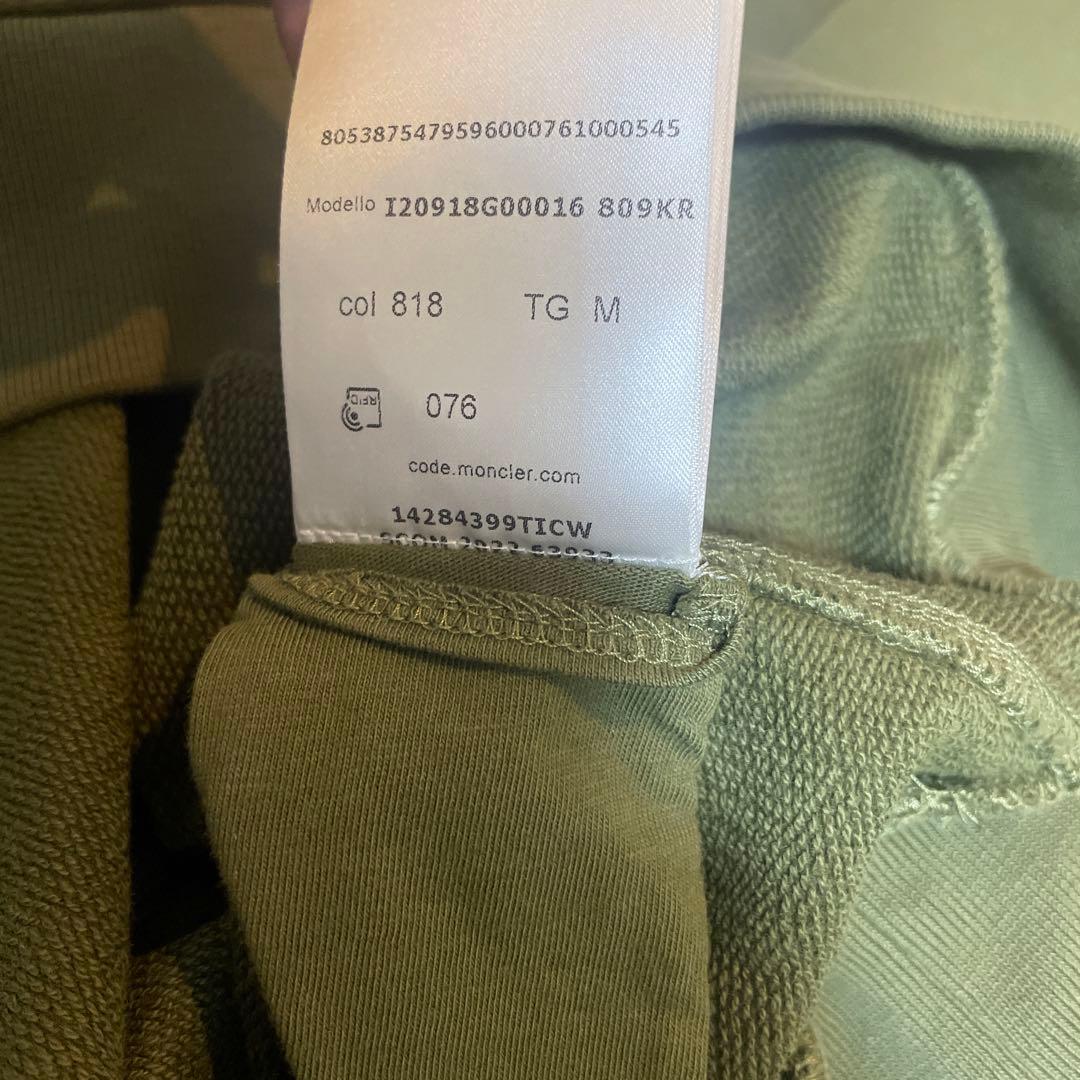 8053875479596000761000545
Modello I20918G00016 809KR
col 818 TG M
RFID 076
code.moncler.com
14284399TICW